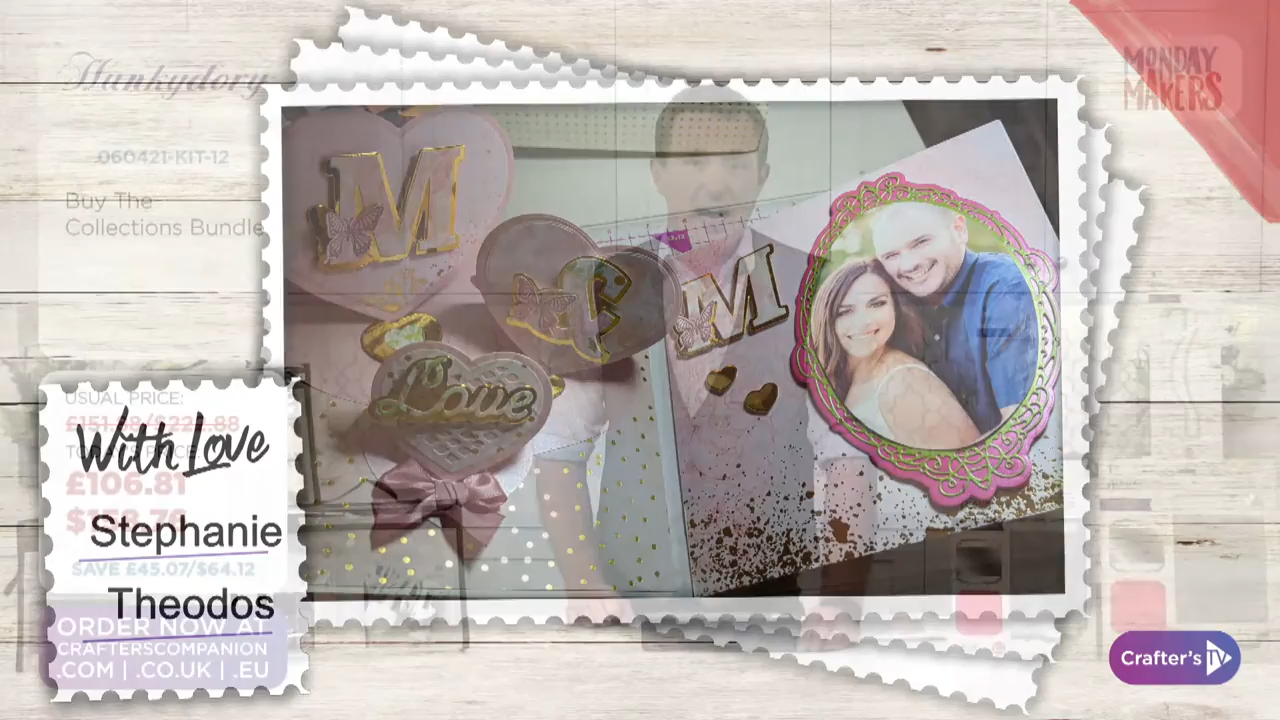 Hunkydory
MONDAY
MAKERS
060421-KIT-12
Buy The
Collections Bundle
M
M
Love
USUAL PRICE:
With Love
£106.81
Stephanie
SAVE £45.07/$64.12
Theodos
ORDER NOW AT
CRAFTERSCOMPANION
.COM | .CO.UK | .EU
Crafter's TV